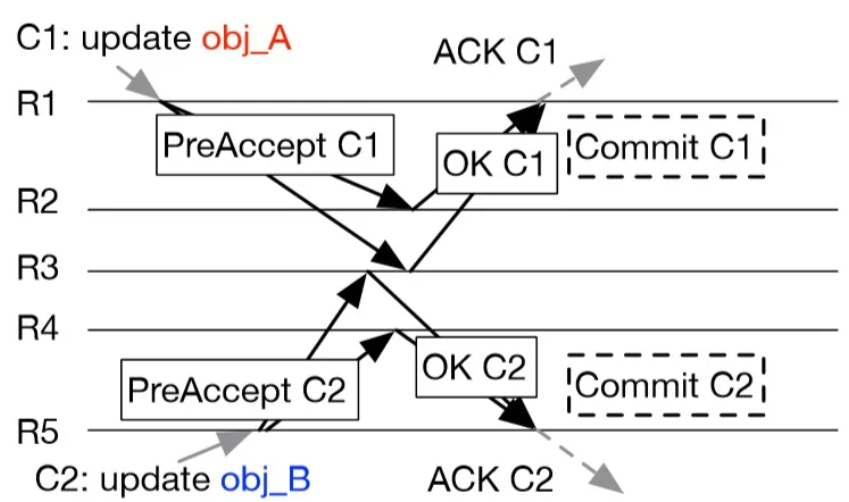 C1: update obj_A
ACK C1
R1
PreAccept C1
OK C1
Commit C1
R2
R3
R4
PreAccept C2
OK C2
Commit C2
R5
C2: update obj_B
ACK C2